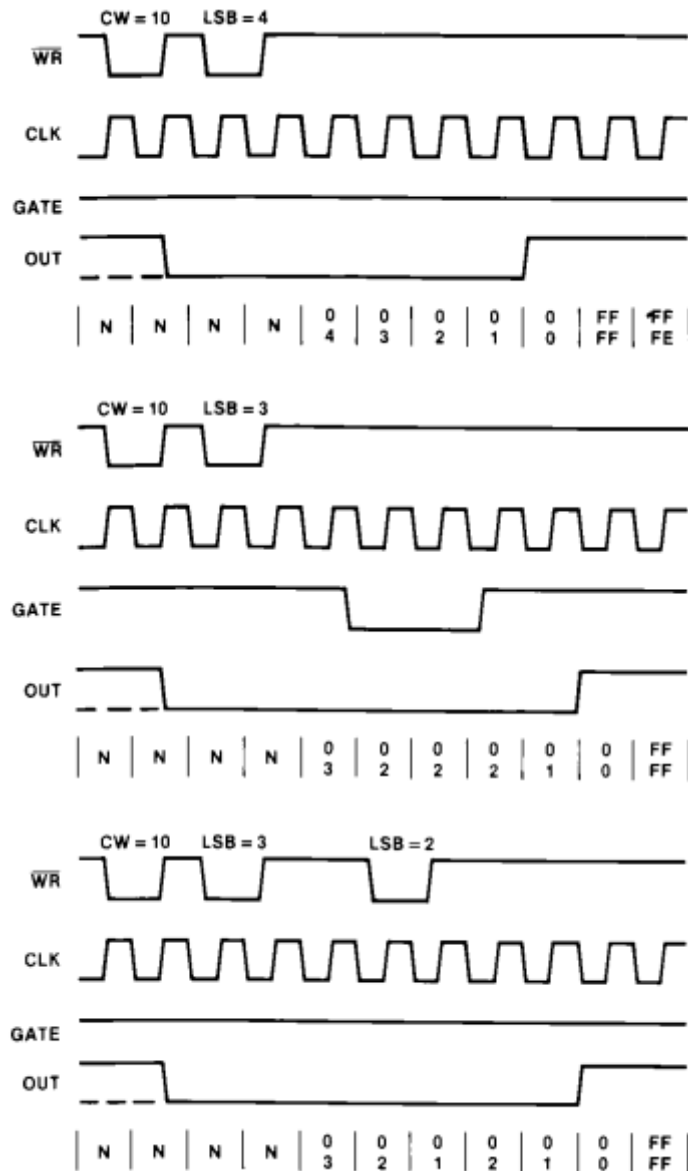 CW = 10 LSB = 4
WR
CLK
GATE
OUT
N N N N 0 0 0 0 0 FF FF
4 3 2 1 0 FF FE
CW = 10 LSB = 3
WR
CLK
GATE
OUT
N N N N 0 0 0 0 0 0 FF
3 2 2 2 1 0 FF
CW = 10 LSB = 3 LSB = 2
WR
CLK
GATE
OUT
N N N N 0 0 0 0 0 0 FF
3 2 1 2 1 0 FF